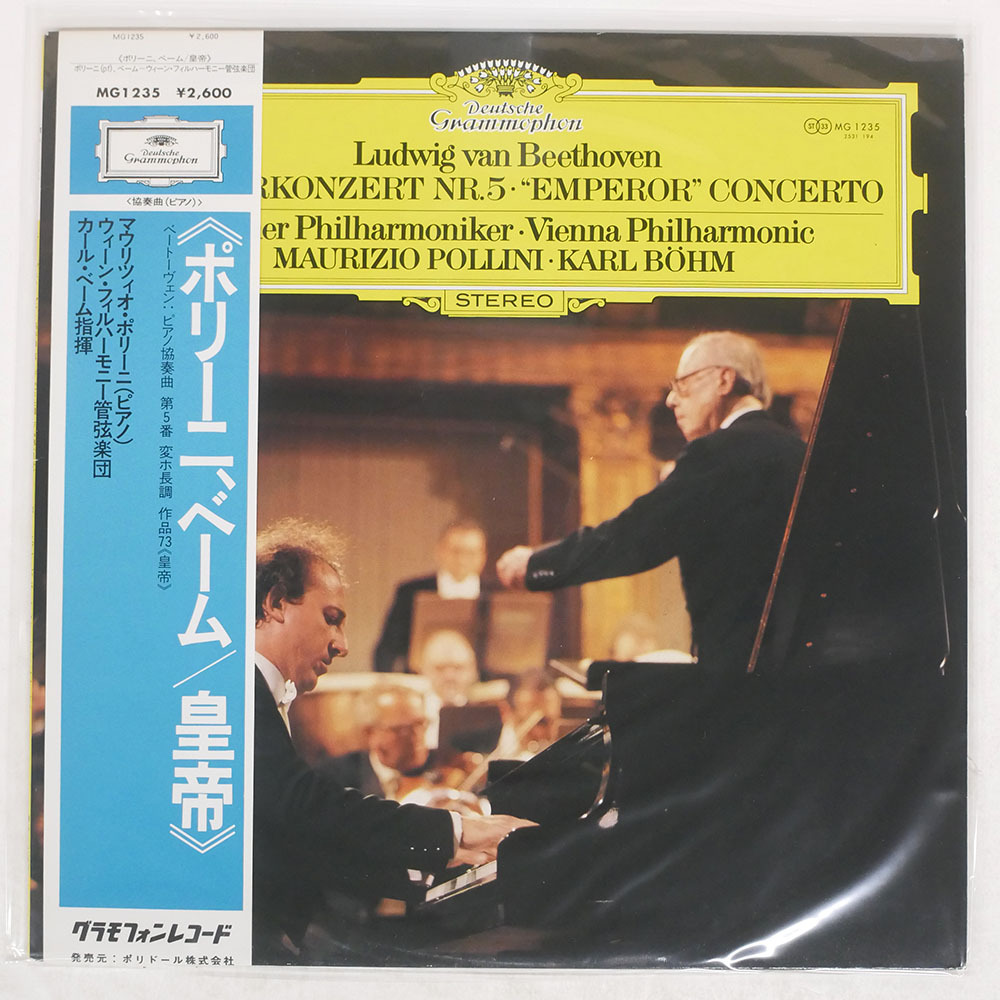 MG1235 ¥2,600
《ポリーニ、ベーム/皇帝》
ポリーニ(pf)、ベーム=ウィーン・フィルハーモニー管弦楽団
MG1235 ¥2,600
Deutsche
Grammophon
〈協奏曲(ピアノ)〉
《ポリーニ、ベーム/皇帝》
ベートーヴェン:ピアノ協奏曲 第5番 変ホ長調 作品73《皇帝》
マウリツィオ・ポリーニ(ピアノ)
ウィーン・フィルハーモニー管弦楽団
カール・ベーム指揮
グラモフォンレコード
発売元:ポリドール株式会社
Deutsche
Grammophon
ST 33 MG 1235
2531 194
Ludwig van Beethoven
RKONZERT NR.5·“EMPEROR” CONCERTO
er Philharmoniker·Vienna Philharmonic
MAURIZIO POLLINI·KARL BÖHM
STEREO